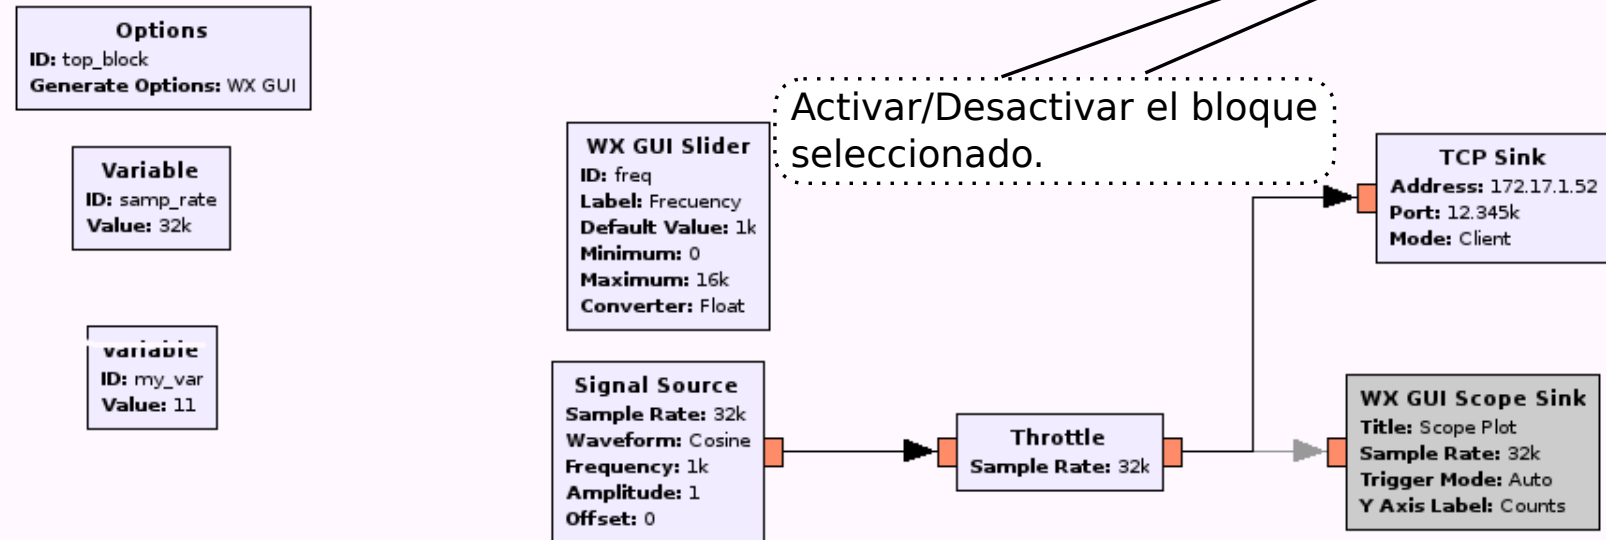 Options
ID: top_block
Generate Options: WX GUI
Variable
ID: samp_rate
Value: 32k
Variable
ID: my_var
Value: 11
WX GUI Slider
ID: freq
Label: Frecuency
Default Value: 1k
Minimum: 0
Maximum: 16k
Converter: Float
Activar/Desactivar el bloque
seleccionado.
TCP Sink
Address: 172.17.1.52
Port: 12.345k
Mode: Client
Signal Source
Sample Rate: 32k
Waveform: Cosine
Frequency: 1k
Amplitude: 1
Offset: 0
Throttle
Sample Rate: 32k
WX GUI Scope Sink
Title: Scope Plot
Sample Rate: 32k
Trigger Mode: Auto
Y Axis Label: Counts